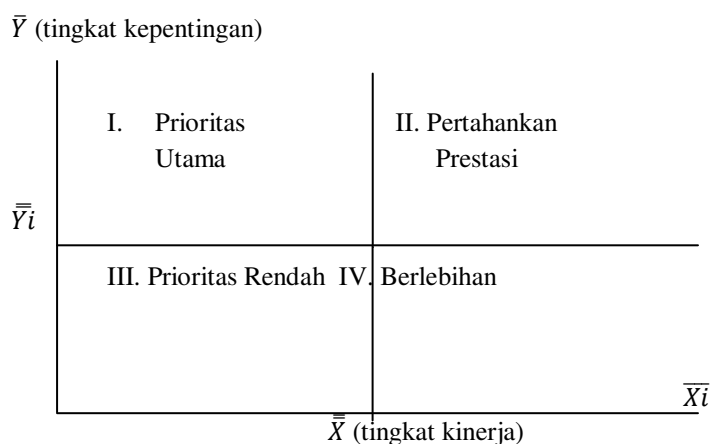 Y̅ (tingkat kepentingan)
I. Prioritas
Utama
II. Pertahankan
Prestasi
Y̿i
III. Prioritas Rendah IV. Berlebihan
X̅i̅
X̿ (tingkat kinerja)